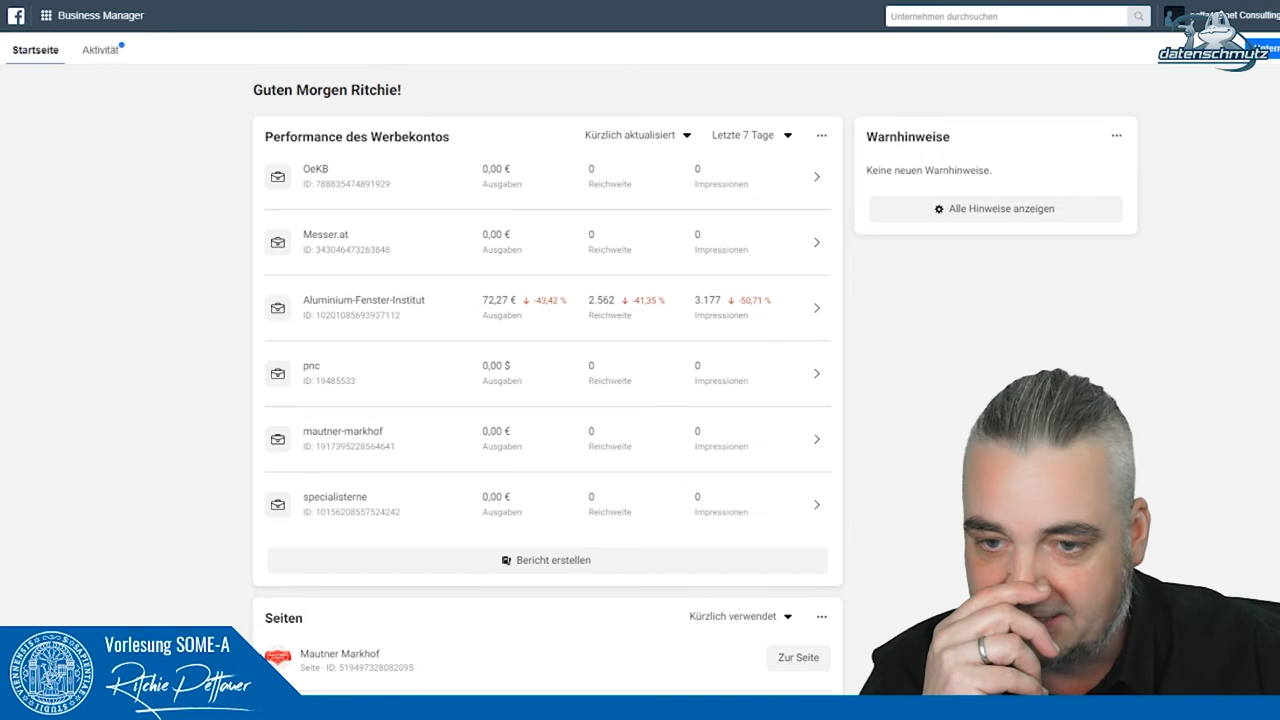 Business Manager
Unternehmen durchsuchen
Consulting
datenschmutz
Startseite
Aktivität
Guten Morgen Ritchie!
Performance des Werbekontos
Kürzlich aktualisiert
Letzte 7 Tage
OeKB
0,00 €
0
0
ID: 788835474891929
Ausgaben
Reichweite
Impressionen
Messer.at
0,00 €
0
0
ID: 343046473263848
Ausgaben
Reichweite
Impressionen
Aluminium-Fenster-Institut
72,27 € ↓ -43,42 %
2.562 ↓ -41,35 %
3.177 ↓ -50,71 %
ID: 10201085693937112
Ausgaben
Reichweite
Impressionen
pnc
0,00 $
0
0
ID: 19485533
Ausgaben
Reichweite
Impressionen
mautner-markhof
0,00 €
0
0
ID: 1917395228564641
Ausgaben
Reichweite
Impressionen
specialisterne
0,00 €
0
0
ID: 10156208557524242
Ausgaben
Reichweite
Impressionen
Bericht erstellen
Warnhinweise
Keine neuen Warnhinweise.
Alle Hinweise anzeigen
Seiten
Kürzlich verwendet
Mautner Markhof
Seite · ID: 519497328082095
Zur Seite
Vorlesung SOME-A
Ritchie Pettauer